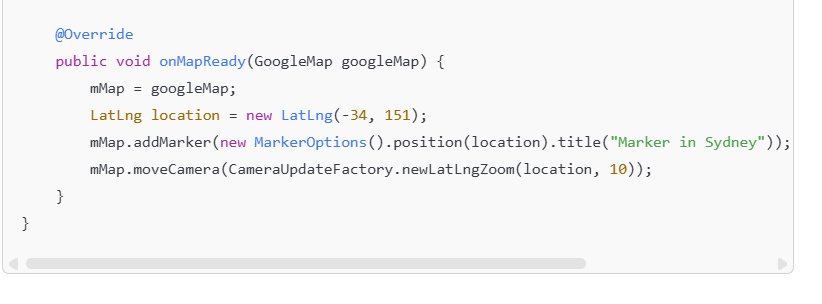 @Override
public void onMapReady(GoogleMap googleMap) {
mMap = googleMap;
LatLng location = new LatLng(-34, 151);
mMap.addMarker(new MarkerOptions().position(location).title("Marker in Sydney"));
mMap.moveCamera(CameraUpdateFactory.newLatLngZoom(location, 10));
}
}